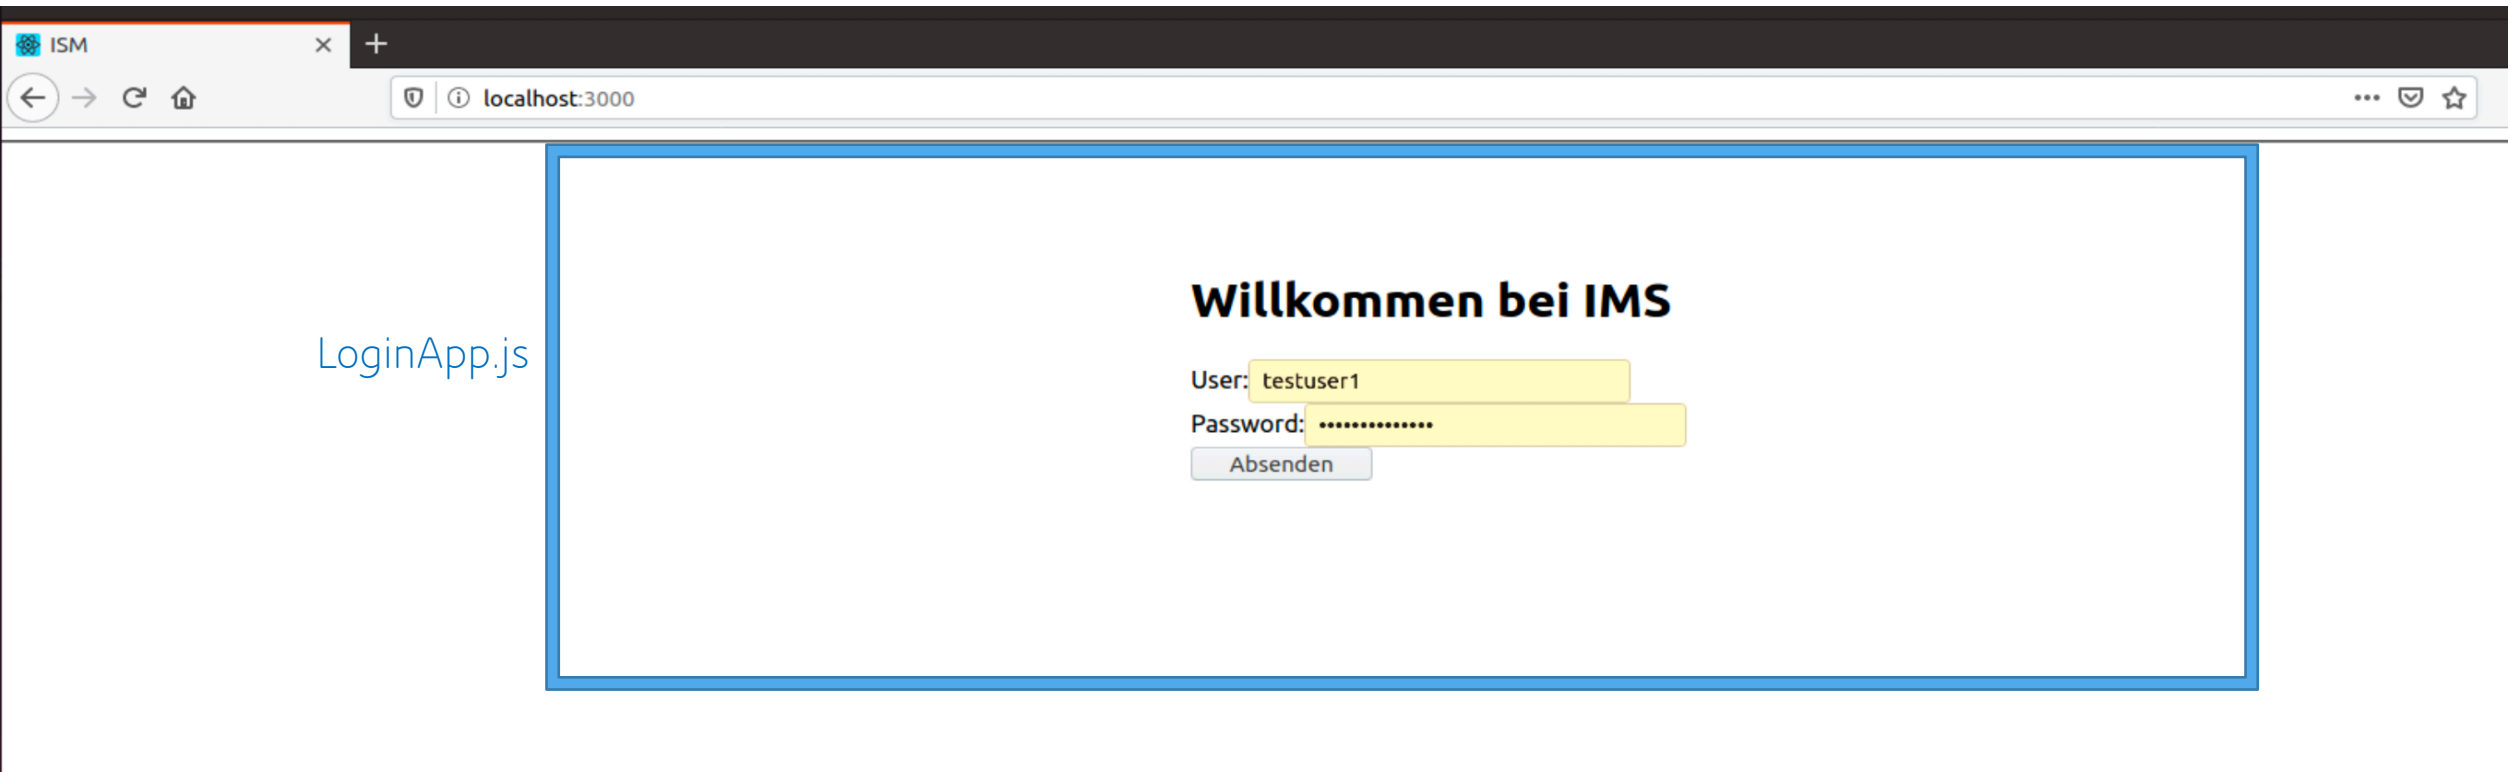 ISM
localhost:3000
Willkommen bei IMS
LoginApp.js
User: testuser1
Password: ••••••••••••••
Absenden